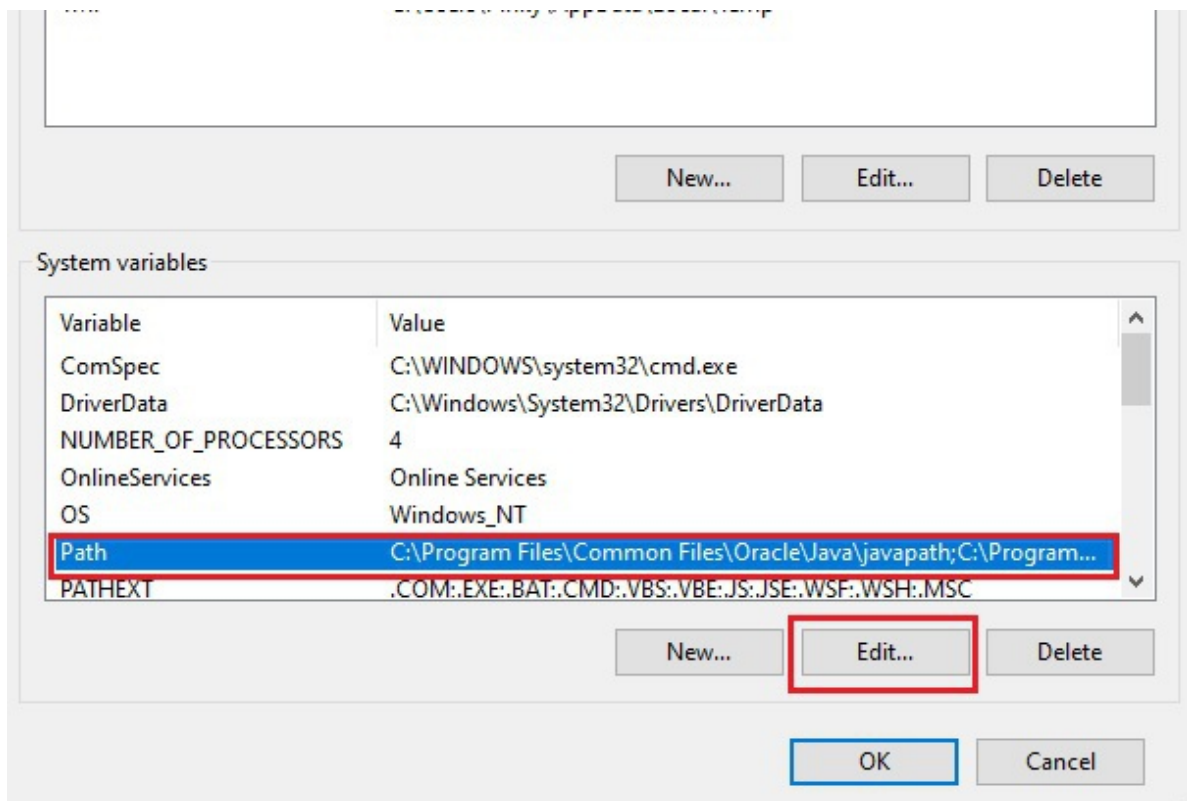 New... Edit... Delete
System variables
Variable Value
ComSpec C:\WINDOWS\system32\cmd.exe
DriverData C:\Windows\System32\Drivers\DriverData
NUMBER_OF_PROCESSORS 4
OnlineServices Online Services
OS Windows_NT
Path C:\Program Files\Common Files\Oracle\Java\javapath;C:\Program...
PATHEXT .COM;.EXE;.BAT;.CMD;.VBS;.VBE;.JS;.JSE;.WSF;.WSH;.MSC
New... Edit... Delete
OK Cancel